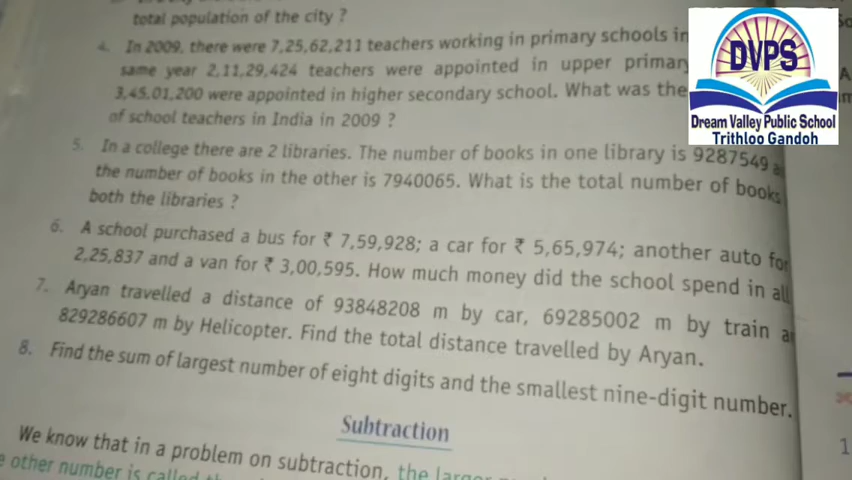 total population of the city ?
4. In 2009, there were 7,25,62,211 teachers working in primary schools in
same year 2,11,29,424 teachers were appointed in upper primary
3,45,01,200 were appointed in higher secondary school. What was the
of school teachers in India in 2009 ?
5. In a college there are 2 libraries. The number of books in one library is 9287549
the number of books in the other is 7940065. What is the total number of books
both the libraries ?
6. A school purchased a bus for ₹ 7,59,928; a car for ₹ 5,65,974; another auto for
2,25,837 and a van for ₹ 3,00,595. How much money did the school spend in all
7. Aryan travelled a distance of 93848208 m by car, 69285002 m by train
829286607 m by Helicopter. Find the total distance travelled by Aryan.
8. Find the sum of largest number of eight digits and the smallest nine-digit number.
Subtraction
We know that in a problem on subtraction, the larger
other number is called
DVPS
Dream Valley Public School
Trithloo Gandoh